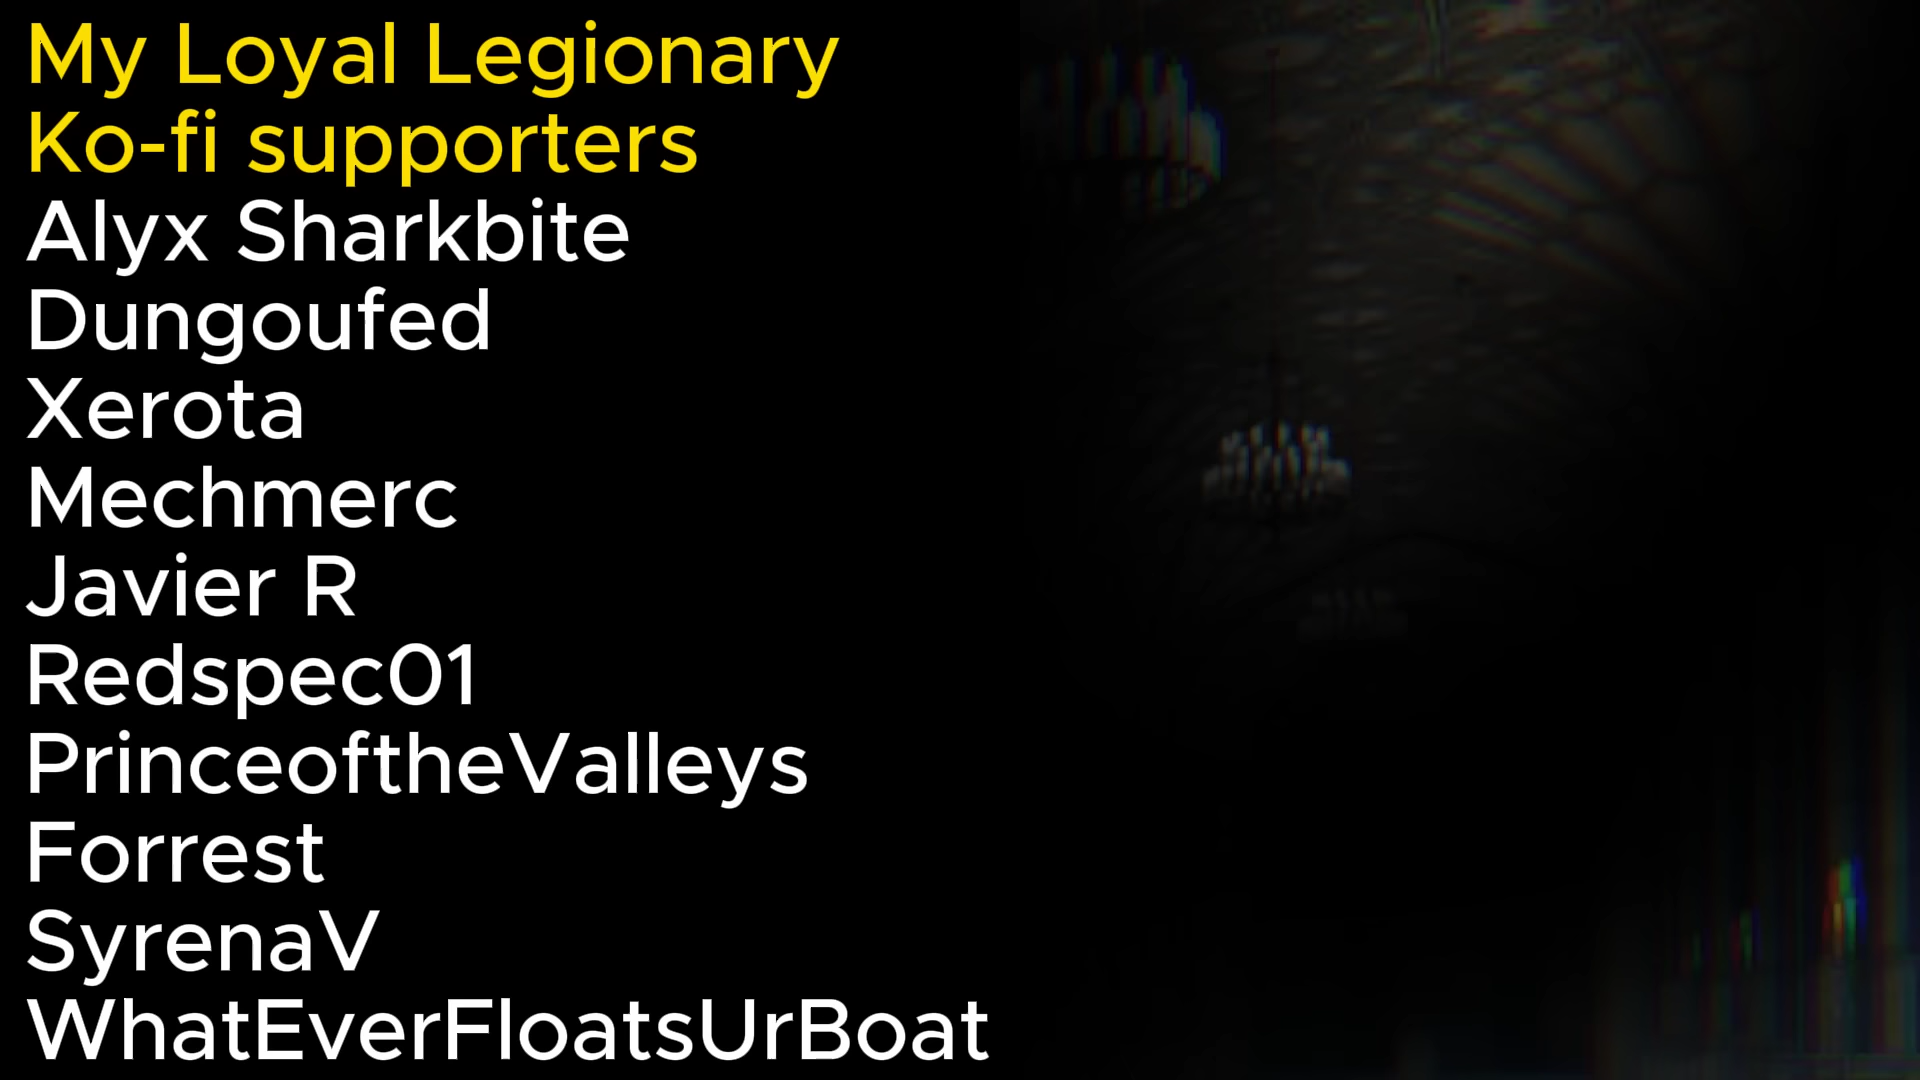 My Loyal Legionary
Ko-fi supporters
Alyx Sharkbite
Dungoufed
Xerota
Mechmerc
Javier R
Redspec01
PrinceoftheValleys
Forrest
SyrenaV
WhatEverFloatsUrBoat